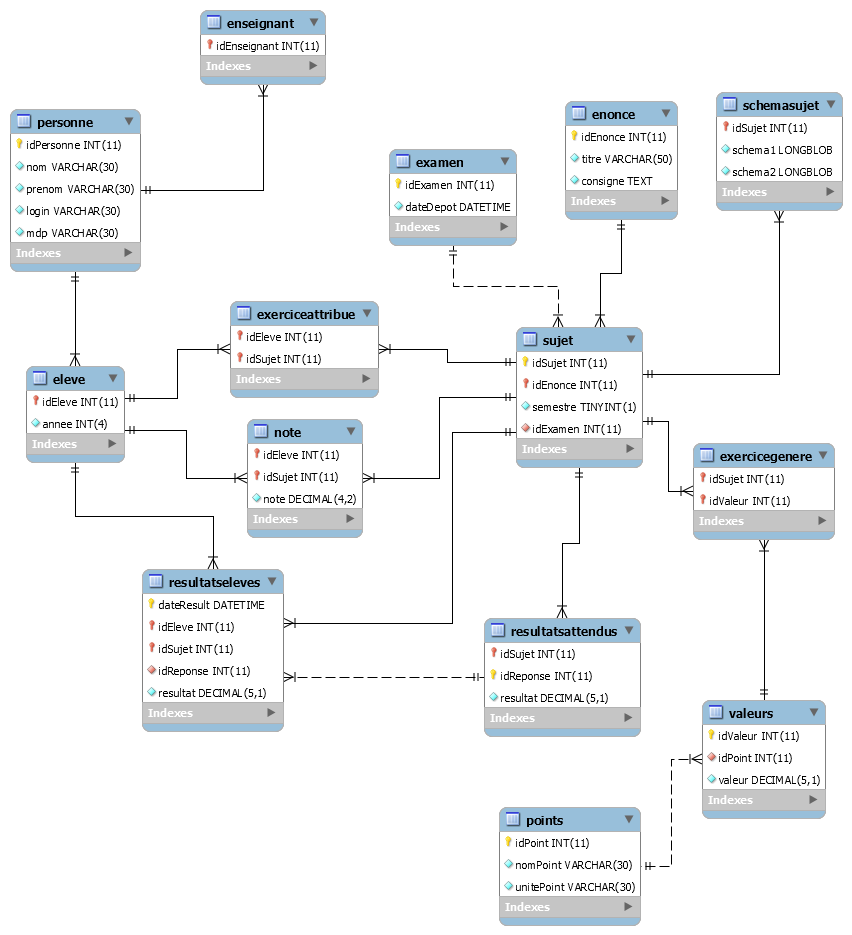 enseignant
idEnseignant INT(11)
Indexes
personne
idPersonne INT(11)
nom VARCHAR(30)
prenom VARCHAR(30)
login VARCHAR(30)
mdp VARCHAR(30)
Indexes
examen
idExamen INT(11)
dateDepot DATETIME
Indexes
enonce
idEnonce INT(11)
titre VARCHAR(50)
consigne TEXT
Indexes
schemasujet
idSujet INT(11)
schema1 LONGBLOB
schema2 LONGBLOB
Indexes
exerciceattribue
idEleve INT(11)
idSujet INT(11)
Indexes
sujet
idSujet INT(11)
idEnonce INT(11)
semestre TINYINT(1)
idExamen INT(11)
Indexes
eleve
idEleve INT(11)
annee INT(4)
Indexes
note
idEleve INT(11)
idSujet INT(11)
note DECIMAL(4,2)
Indexes
exercicegenere
idSujet INT(11)
idValeur INT(11)
Indexes
resultatseleves
dateResult DATETIME
idEleve INT(11)
idSujet INT(11)
idReponse INT(11)
resultat DECIMAL(5,1)
Indexes
resultatsattendus
idSujet INT(11)
idReponse INT(11)
resultat DECIMAL(5,1)
Indexes
valeurs
idValeur INT(11)
idPoint INT(11)
valeur DECIMAL(5,1)
Indexes
points
idPoint INT(11)
nomPoint VARCHAR(30)
unitePoint VARCHAR(30)
Indexes